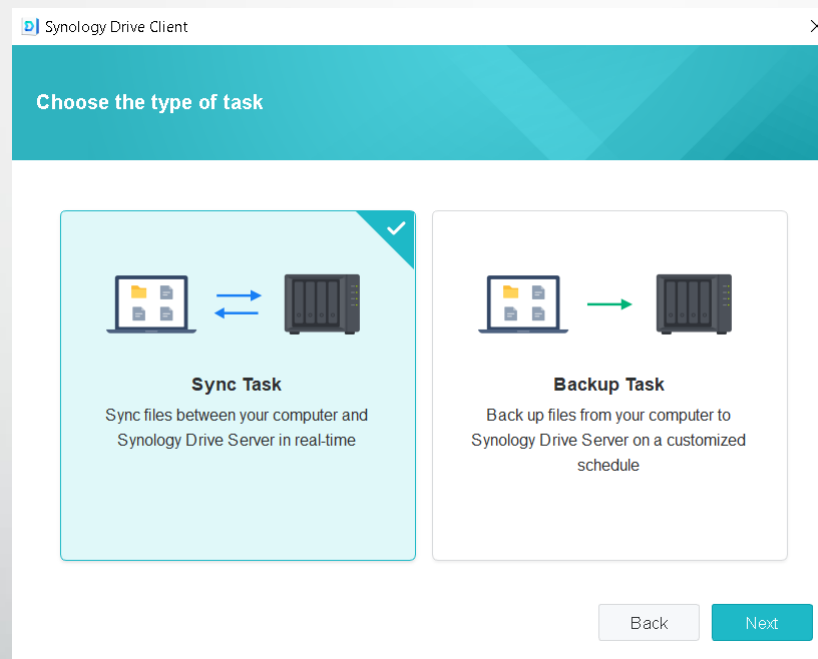 Synology Drive Client
Choose the type of task
Sync Task
Sync files between your computer and
Synology Drive Server in real-time
Backup Task
Back up files from your computer to
Synology Drive Server on a customized
schedule
Back
Next